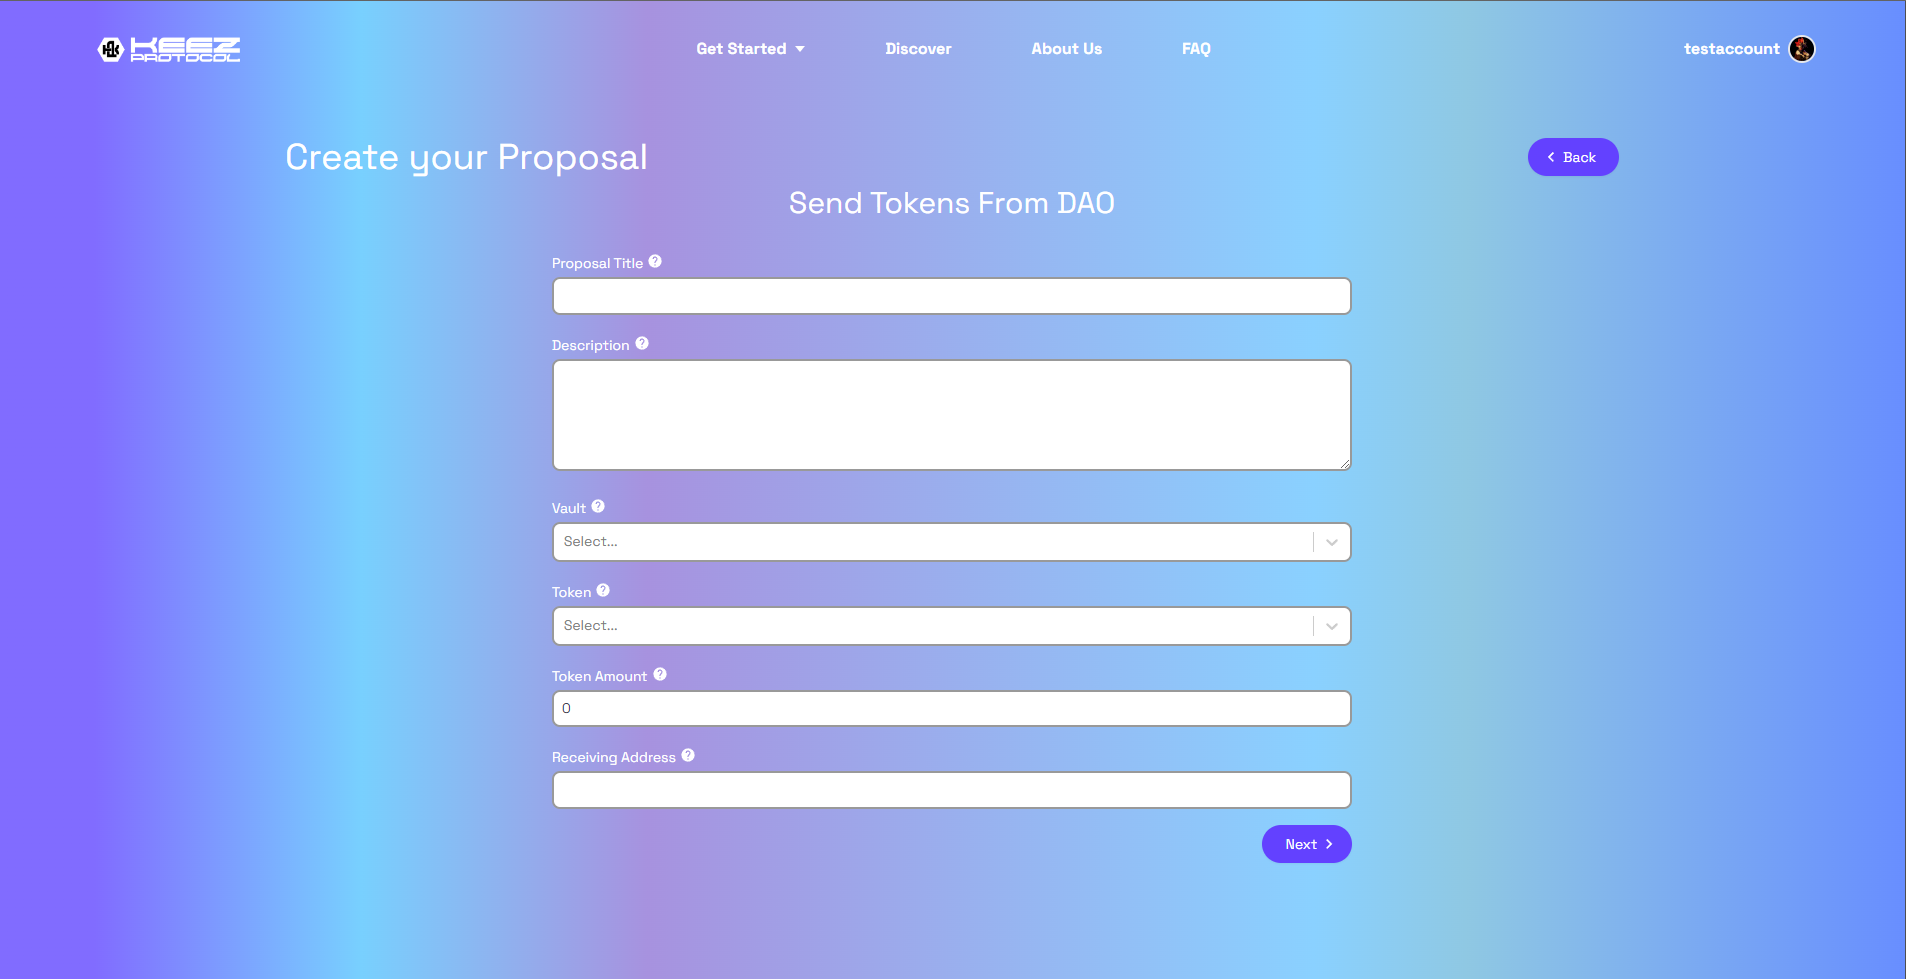 KEEZ
PROTOCOL
Get Started
Discover
About Us
FAQ
testaccount
Create your Proposal
Back
Send Tokens From DAO
Proposal Title
Description
Vault
Select...
Token
Select...
Token Amount
0
Receiving Address
Next